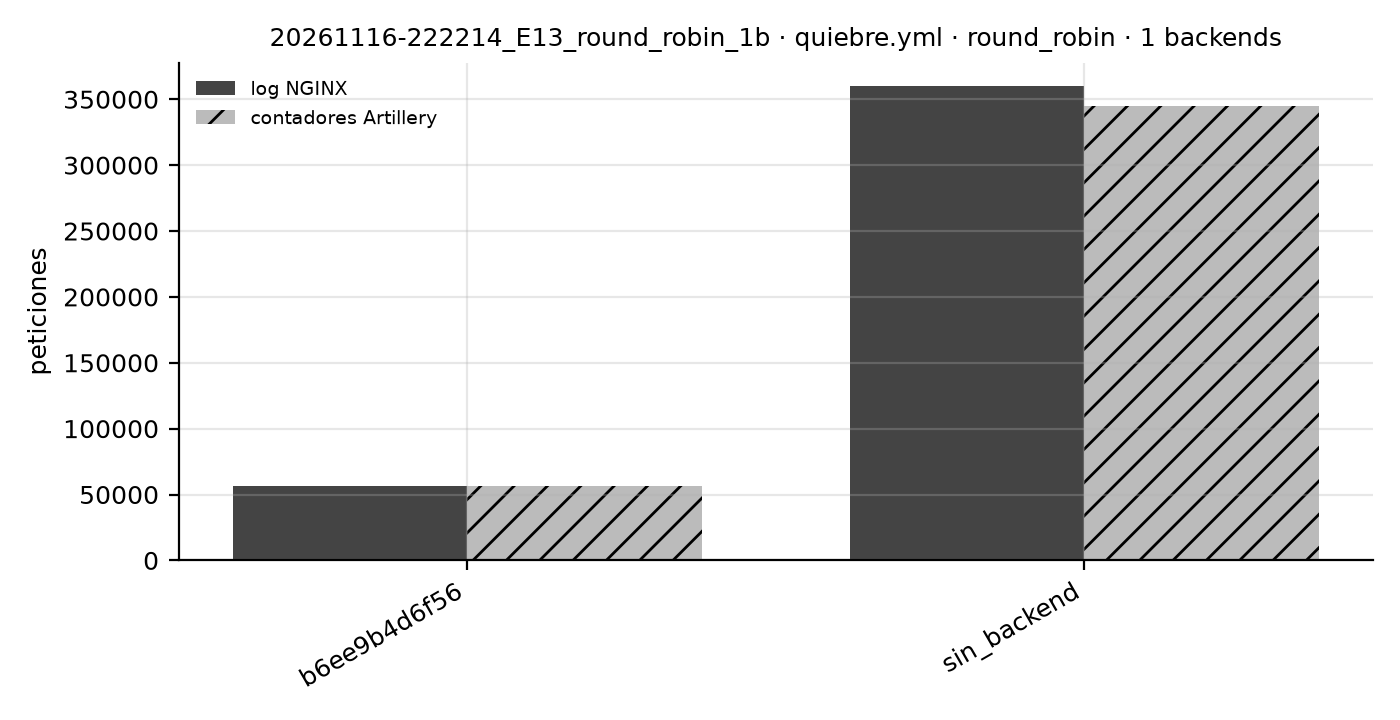 20261116-222214_E13_round_robin_1b · quiebre.yml · round_robin · 1 backends
log NGINX
contadores Artillery
peticiones
350000
300000
250000
200000
150000
100000
50000
0
b6ee9b4d6f56
sin_backend